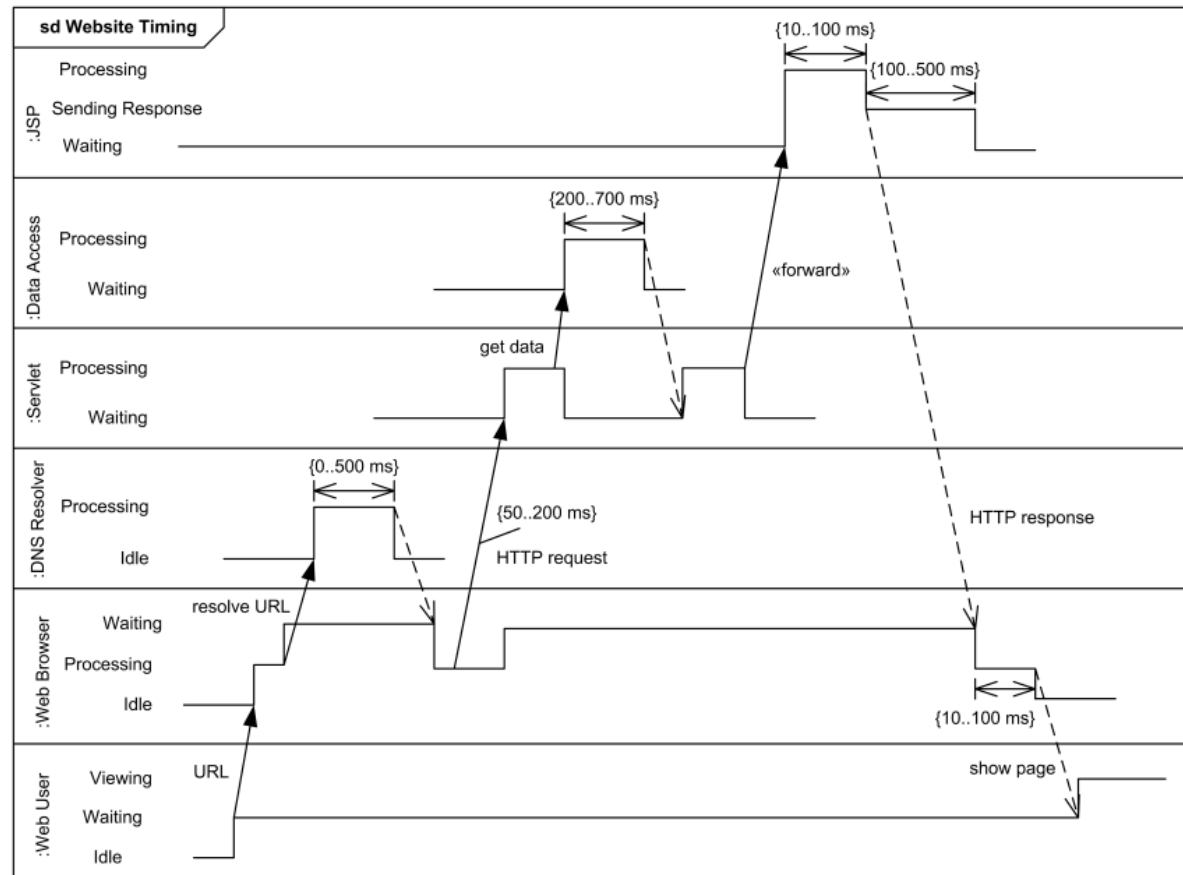 sd Website Timing
{10..100 ms}
{100..500 ms}
:JSP
Processing
Sending Response
Waiting
:Data Access
{200..700 ms}
Processing
Waiting
«forward»
:Servlet
get data
Processing
Waiting
:DNS Resolver
{0..500 ms}
Processing
{50..200 ms}
HTTP request
HTTP response
Idle
:Web Browser
resolve URL
Waiting
Processing
Idle
{10..100 ms}
:Web User
Viewing
URL
show page
Waiting
Idle